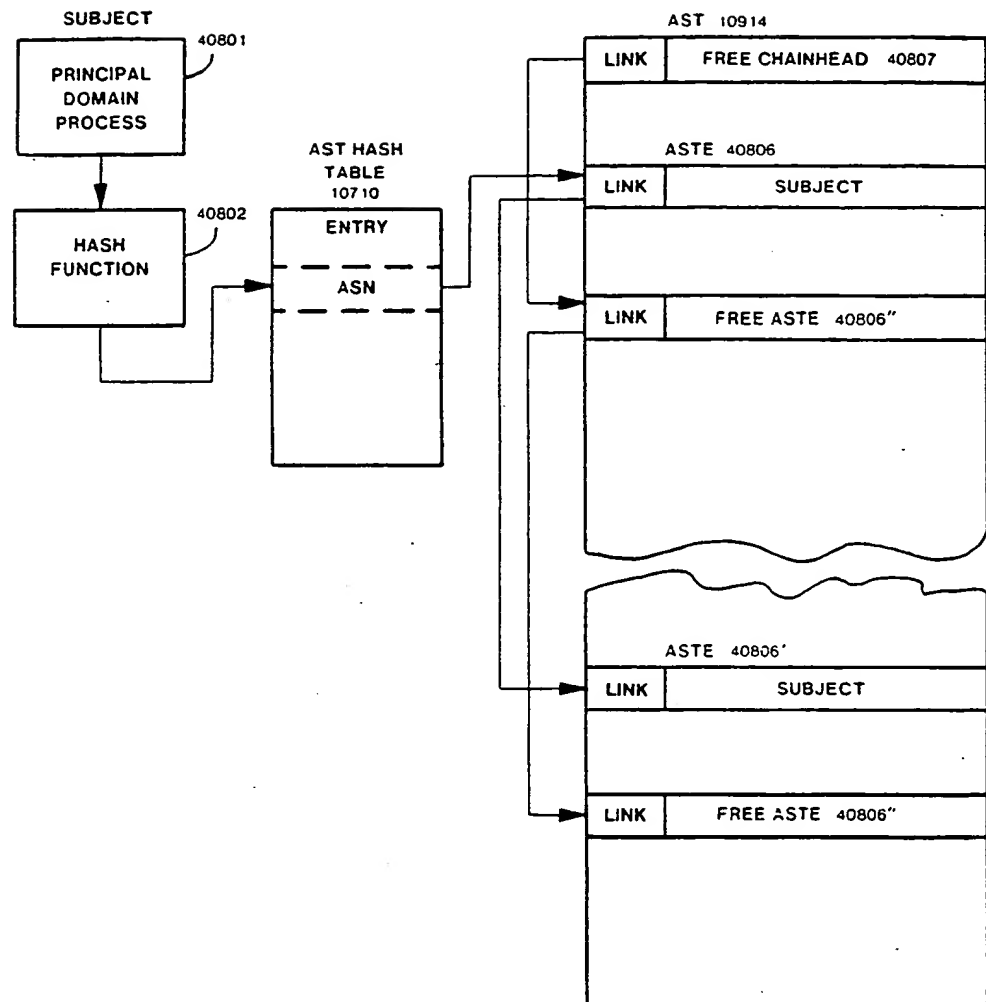 SUBJECT
40801
PRINCIPAL
DOMAIN
PROCESS
40802
HASH
FUNCTION
AST HASH
TABLE
10710
ENTRY
ASN
AST 10914
LINK FREE CHAINHEAD 40807
ASTE 40806
LINK SUBJECT
LINK FREE ASTE 40806"
ASTE 40806'
LINK SUBJECT
LINK FREE ASTE 40806"